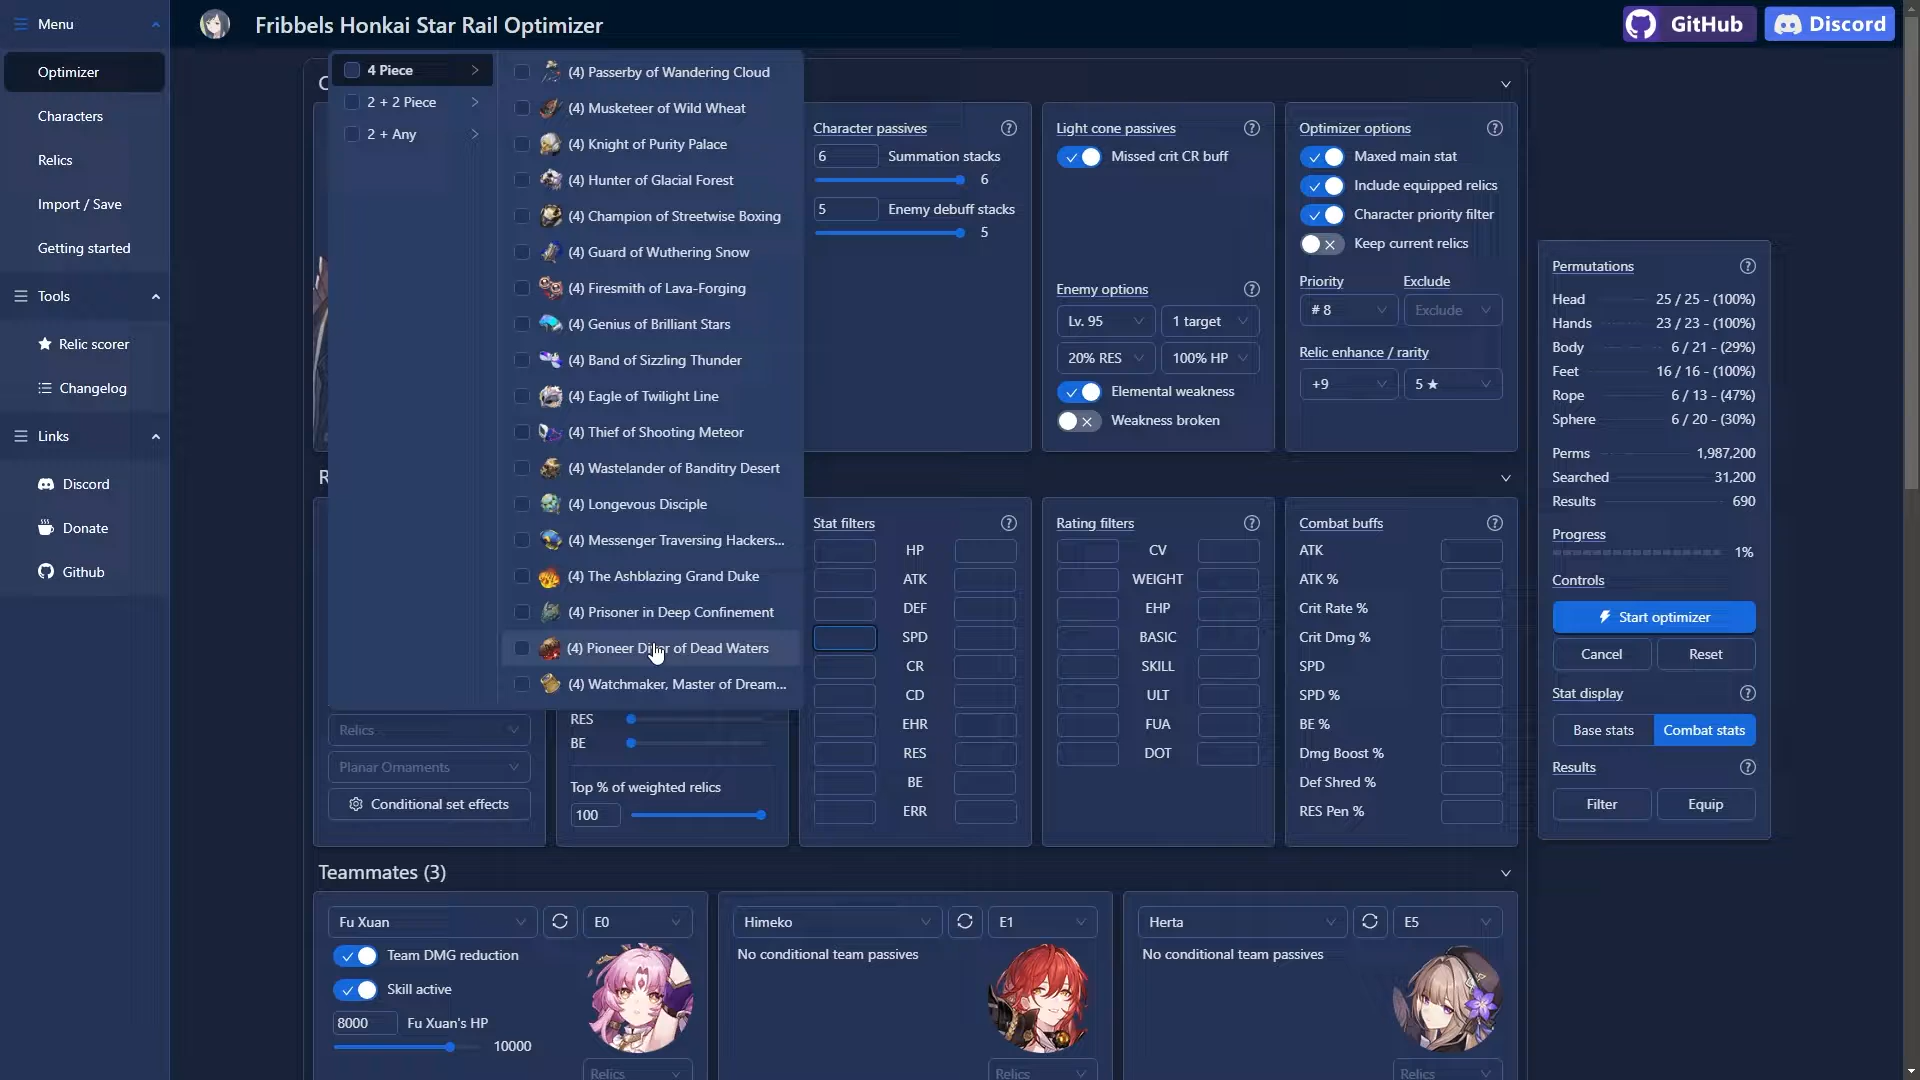 Menu
Fribbels Honkai Star Rail Optimizer
GitHub
Discord
Optimizer
Characters
Relics
Import / Save
Getting started
Tools
Relic scorer
Changelog
Links
Discord
Donate
Github
4 Piece
2 + 2 Piece
2 + Any
(4) Passerby of Wandering Cloud
(4) Musketeer of Wild Wheat
(4) Knight of Purity Palace
(4) Hunter of Glacial Forest
(4) Champion of Streetwise Boxing
(4) Guard of Wuthering Snow
(4) Firesmith of Lava-Forging
(4) Genius of Brilliant Stars
(4) Band of Sizzling Thunder
(4) Eagle of Twilight Line
(4) Thief of Shooting Meteor
(4) Wastelander of Banditry Desert
(4) Longevous Disciple
(4) Messenger Traversing Hackers...
(4) The Ashblazing Grand Duke
(4) Prisoner in Deep Confinement
(4) Pioneer Diver of Dead Waters
(4) Watchmaker, Master of Dream...
Character passives
6 Summation stacks
6
5 Enemy debuff stacks
5
Light cone passives
Missed crit CR buff
Enemy options
Lv. 95 1 target
20% RES 100% HP
Elemental weakness
Weakness broken
Optimizer options
Maxed main stat
Include equipped relics
Character priority filter
Keep current relics
Priority Exclude
# 8 Exclude
Relic enhance / rarity
+9 5 ★
Permutations
Head 25 / 25 - (100%)
Hands 23 / 23 - (100%)
Body 6 / 21 - (29%)
Feet 16 / 16 - (100%)
Rope 6 / 13 - (47%)
Sphere 6 / 20 - (30%)
Perms 1,987,200
Searched 31,200
Results 690
Progress
1%
Controls
Start optimizer
Cancel Reset
Stat display
Base stats Combat stats
Results
Filter Equip
Relics
Planar Ornaments
Conditional set effects
RES
BE
Top % of weighted relics
100
Stat filters
HP
ATK
DEF
SPD
CR
CD
EHR
RES
BE
ERR
Rating filters
CV
WEIGHT
EHP
BASIC
SKILL
ULT
FUA
DOT
Combat buffs
ATK
ATK %
Crit Rate %
Crit Dmg %
SPD
SPD %
BE %
Dmg Boost %
Def Shred %
RES Pen %
Teammates (3)
Fu Xuan E0
Team DMG reduction
Skill active
8000 Fu Xuan's HP
10000
Relics
Himeko E1
No conditional team passives
Relics
Herta E5
No conditional team passives
Relics